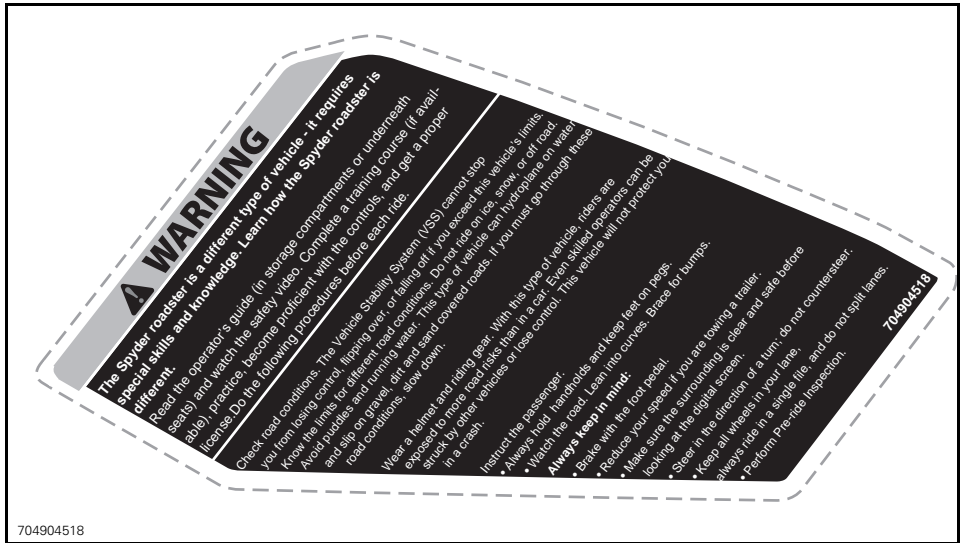 WARNING
The Spyder roadster is a different type of vehicle - it requires
special skills and knowledge. Learn how the Spyder roadster is
different.
Read the operator's guide (in storage compartments or underneath
seats) and watch the safety video. Complete a training course (if avail-
able), practice, become proficient with the controls, and get a proper
license.Do the following procedures before each ride.
Check road conditions. The Vehicle Stability System (VSS) cannot stop
you from losing control, flipping over, or falling off if you exceed this vehicle's limits.
Know the limits for different road conditions. Do not ride on ice, snow, or off road.
Avoid puddles and running water. This type of vehicle can hydroplane on water
and slip on gravel, dirt and sand covered roads. If you must go through these
road conditions, slow down.
Wear a helmet and riding gear. With this type of vehicle, riders are
exposed to more road risks than in a car. Even skilled operators can be
struck by other vehicles or lose control. This vehicle will not protect you
in a crash.
Instruct the passenger.
• Always hold handholds and keep feet on pegs.
• Watch the road. Lean into curves. Brace for bumps.
Always keep in mind:
• Brake with the foot pedal.
• Reduce your speed if you are towing a trailer.
• Make sure the surrounding is clear and safe before
looking at the digital screen.
• Steer in the direction of a turn: do not countersteer.
• Keep all wheels in your lane,
always ride in a single file, and do not split lanes.
• Perform Pre-ride Inspection.
704904518
704904518